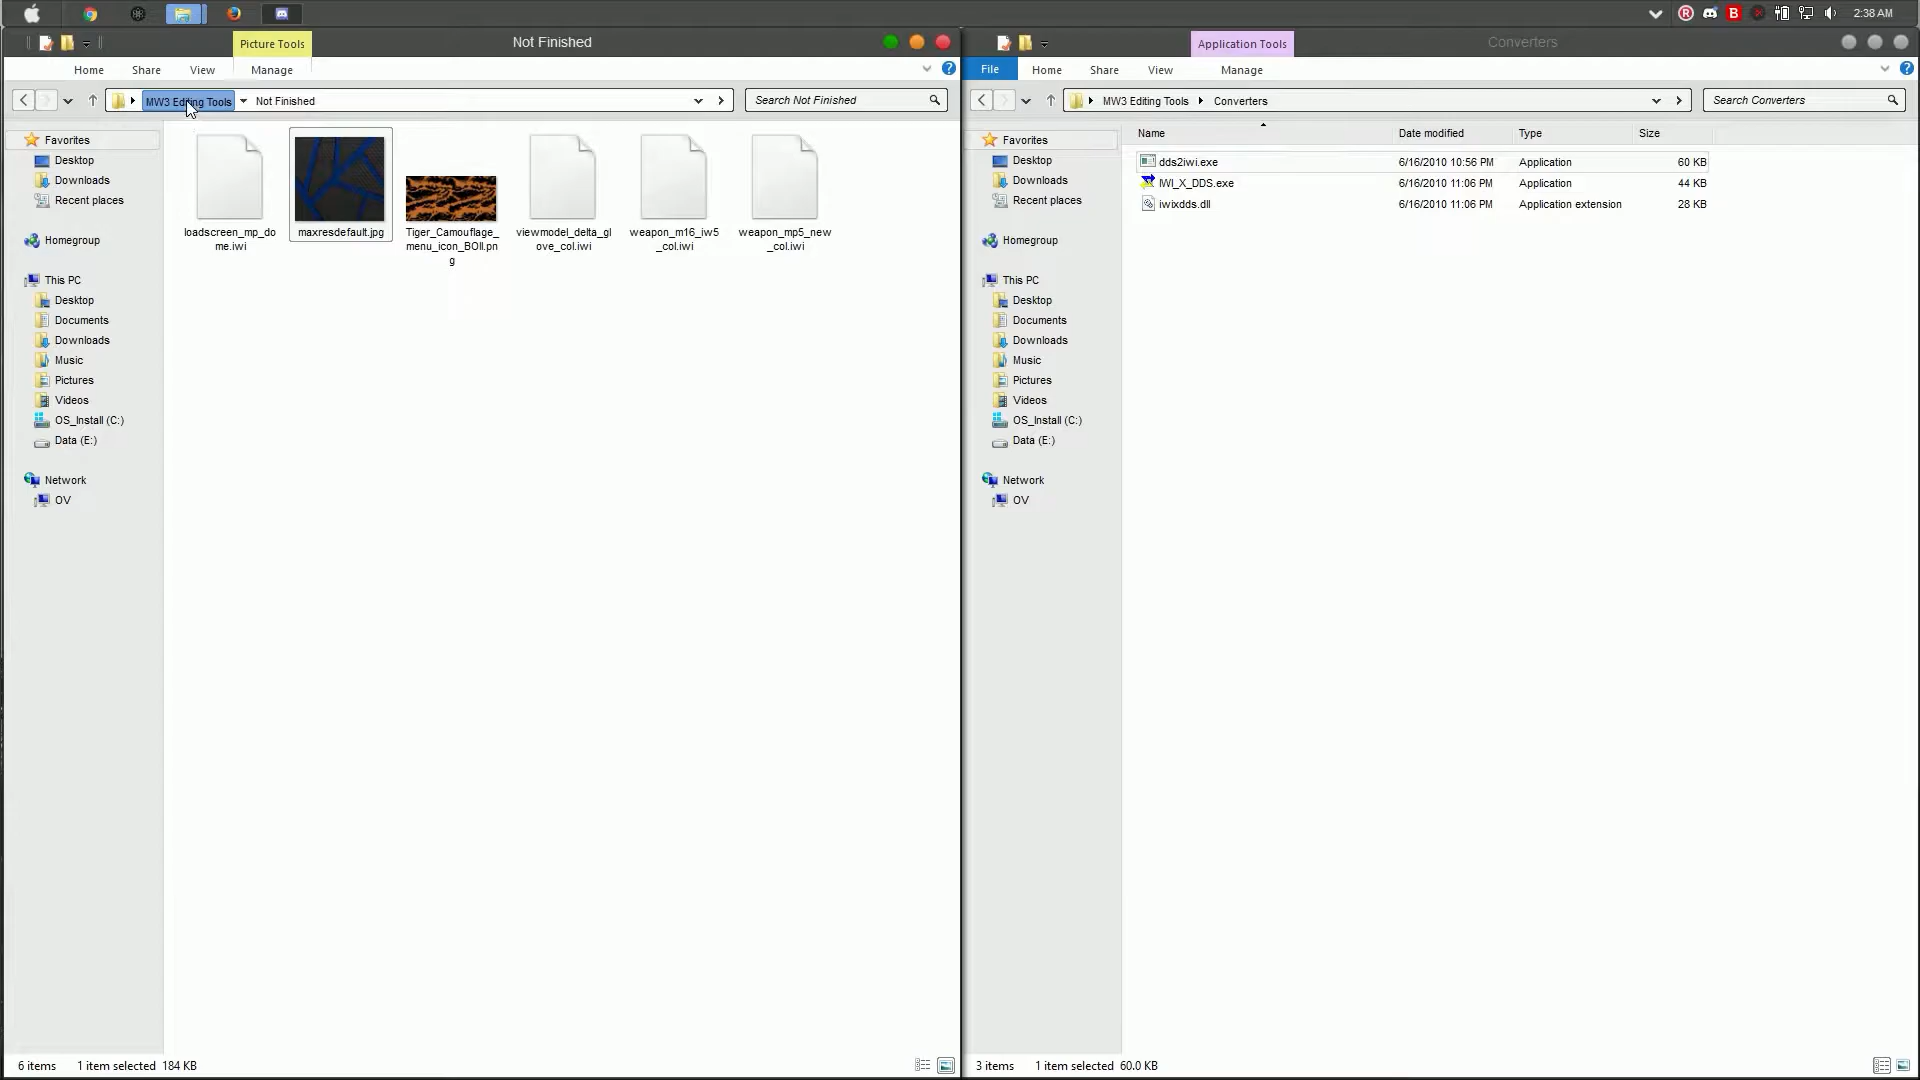 2:38 AM
Picture Tools
Not Finished
Home
Share
View
Manage
MW3 Editing Tools
Not Finished
Search Not Finished
Favorites
Desktop
Downloads
Recent places
Homegroup
This PC
Desktop
Documents
Downloads
Music
Pictures
Videos
OS_Install (C:)
Data (E:)
Network
OV
loadscreen_mp_do
me.iwi
maxresdefault.jpg
Tiger_Camouflage_
menu_icon_BOII.pn
g
viewmodel_delta_gl
ove_col.iwi
weapon_m16_iw5
_col.iwi
weapon_mp5_new
_col.iwi
6 items
1 item selected 184 KB
Application Tools
Converters
File
Home
Share
View
Manage
MW3 Editing Tools
Converters
Search Converters
Favorites
Desktop
Downloads
Recent places
Homegroup
This PC
Desktop
Documents
Downloads
Music
Pictures
Videos
OS_Install (C:)
Data (E:)
Network
OV
Name Date modified Type Size
dds2iwi.exe 6/16/2010 10:56 PM Application 60 KB
IWI_X_DDS.exe 6/16/2010 11:06 PM Application 44 KB
iwixdds.dll 6/16/2010 11:06 PM Application extension 28 KB
3 items
1 item selected 60.0 KB